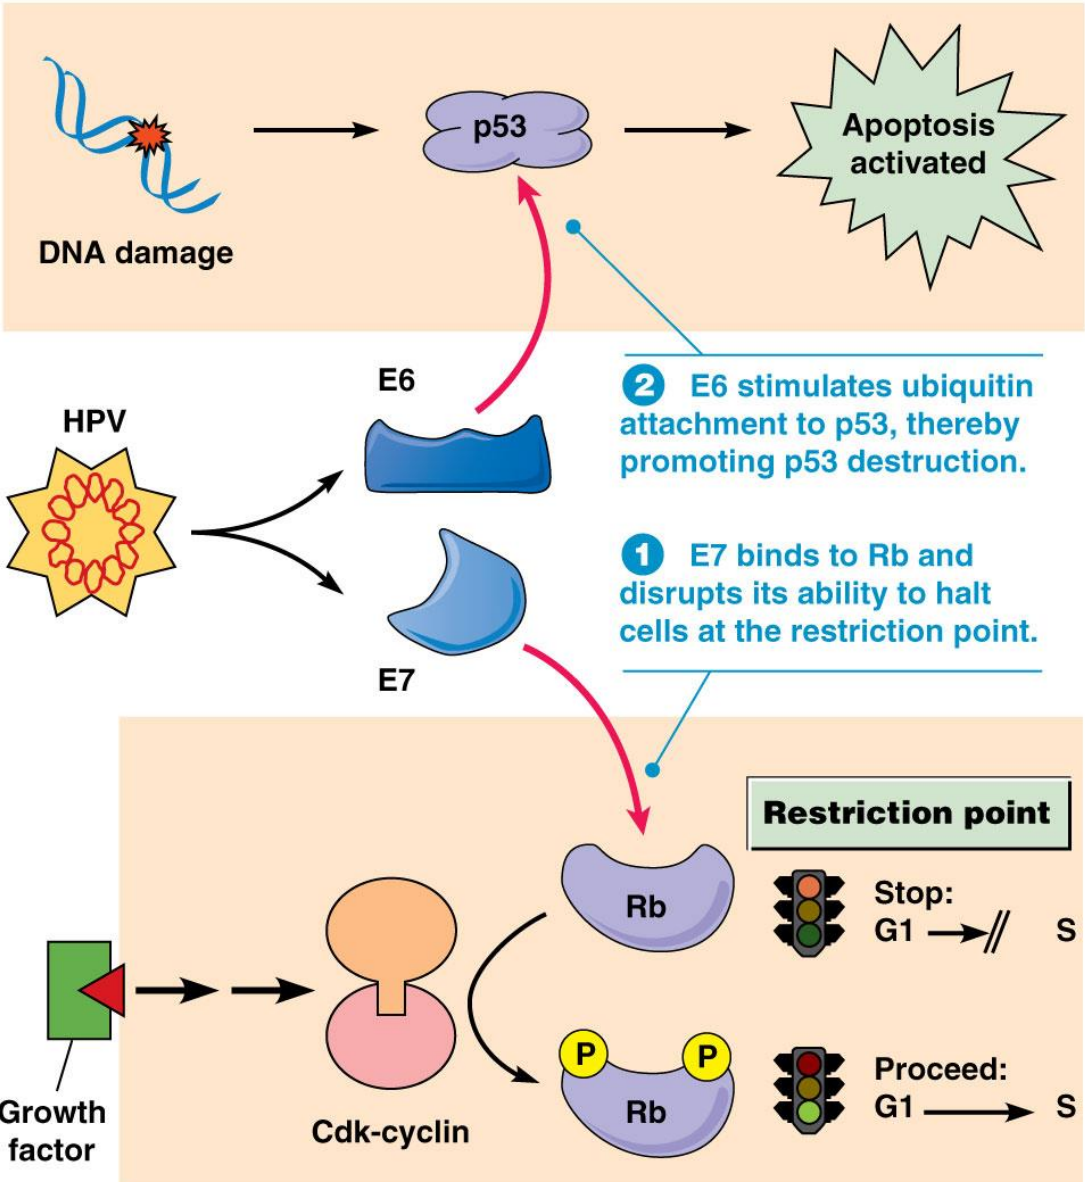 p53
Apoptosis
activated
DNA damage
E6
HPV
2 E6 stimulates ubiquitin
attachment to p53, thereby
promoting p53 destruction.
1 E7 binds to Rb and
disrupts its ability to halt
cells at the restriction point.
E7
Restriction point
Rb
Stop:
G1 S
P P
Rb
Proceed:
G1 S
Cdk-cyclin
Growth
factor